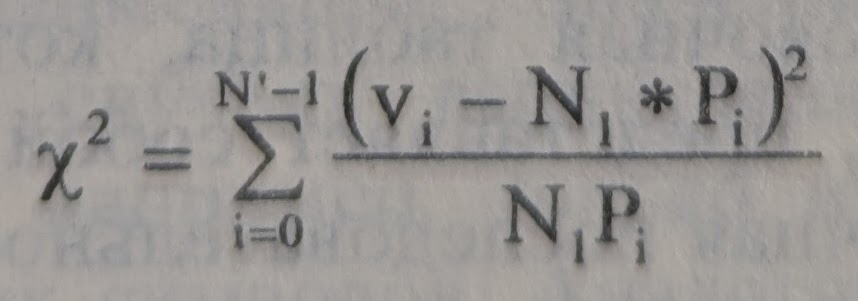 χ² = ∑_{i=0}^{N'-1} (v_i − N_1 * P_i)² / N_1P_i